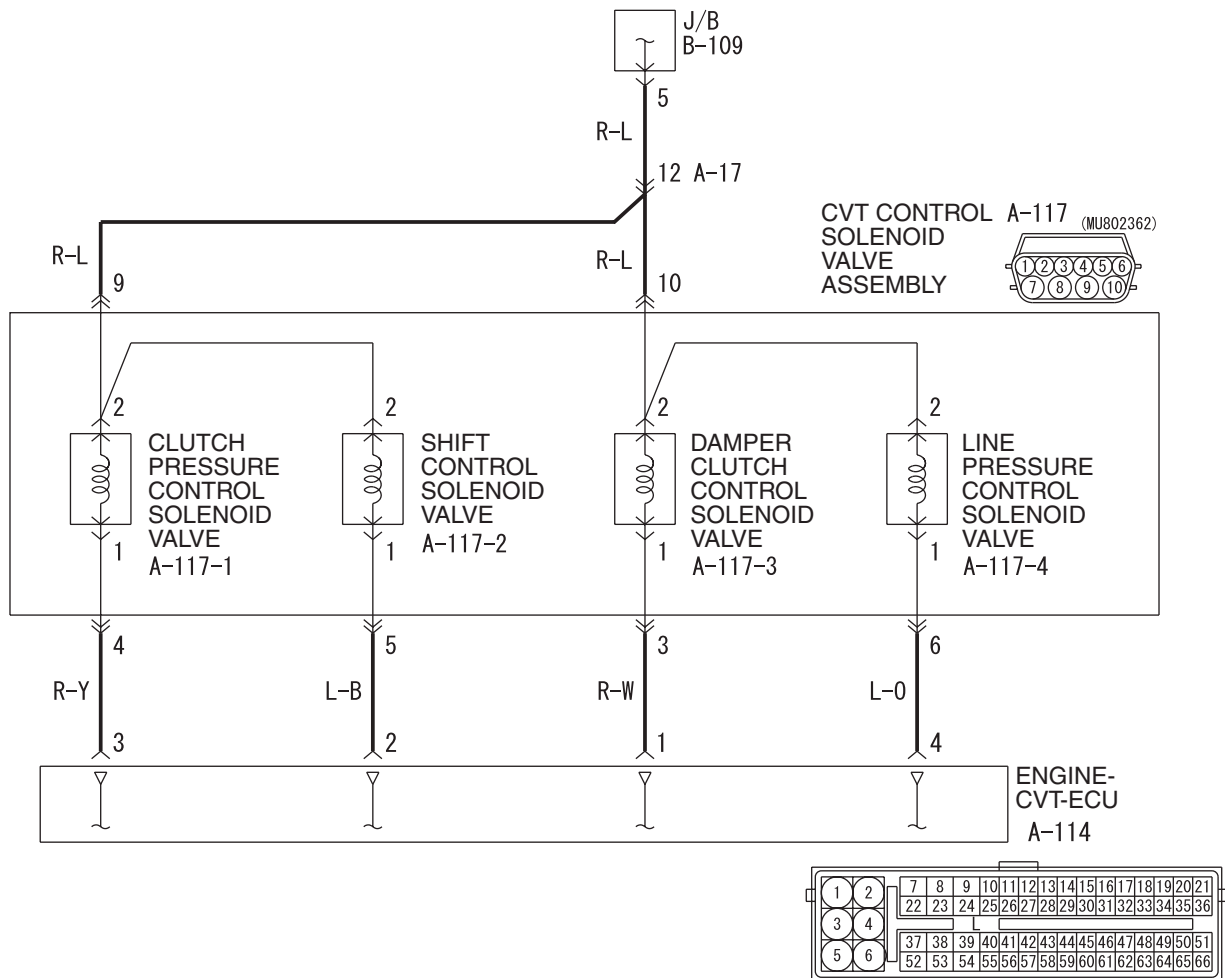 J/B
B-109
5
R-L
12 A-17
CVT CONTROL A-117 (MU802362)
SOLENOID
VALVE
ASSEMBLY
1 2 3 4 5 6
7 8 9 10
R-L
R-L
9
10
2
2
2
2
CLUTCH
PRESSURE
CONTROL
SOLENOID
VALVE
A-117-1
SHIFT
CONTROL
SOLENOID
VALVE
A-117-2
DAMPER
CLUTCH
CONTROL
SOLENOID
VALVE
A-117-3
LINE
PRESSURE
CONTROL
SOLENOID
VALVE
A-117-4
1
1
1
1
4
5
3
6
R-Y
L-B
R-W
L-O
3
2
1
4
ENGINE-
CVT-ECU
A-114
1 2
3 4
5 6
7 8 9 10 11 12 13 14 15 16 17 18 19 20 21
22 23 24 25 26 27 28 29 30 31 32 33 34 35 36
L
37 38 39 40 41 42 43 44 45 46 47 48 49 50 51
52 53 54 55 56 57 58 59 60 61 62 63 64 65 66